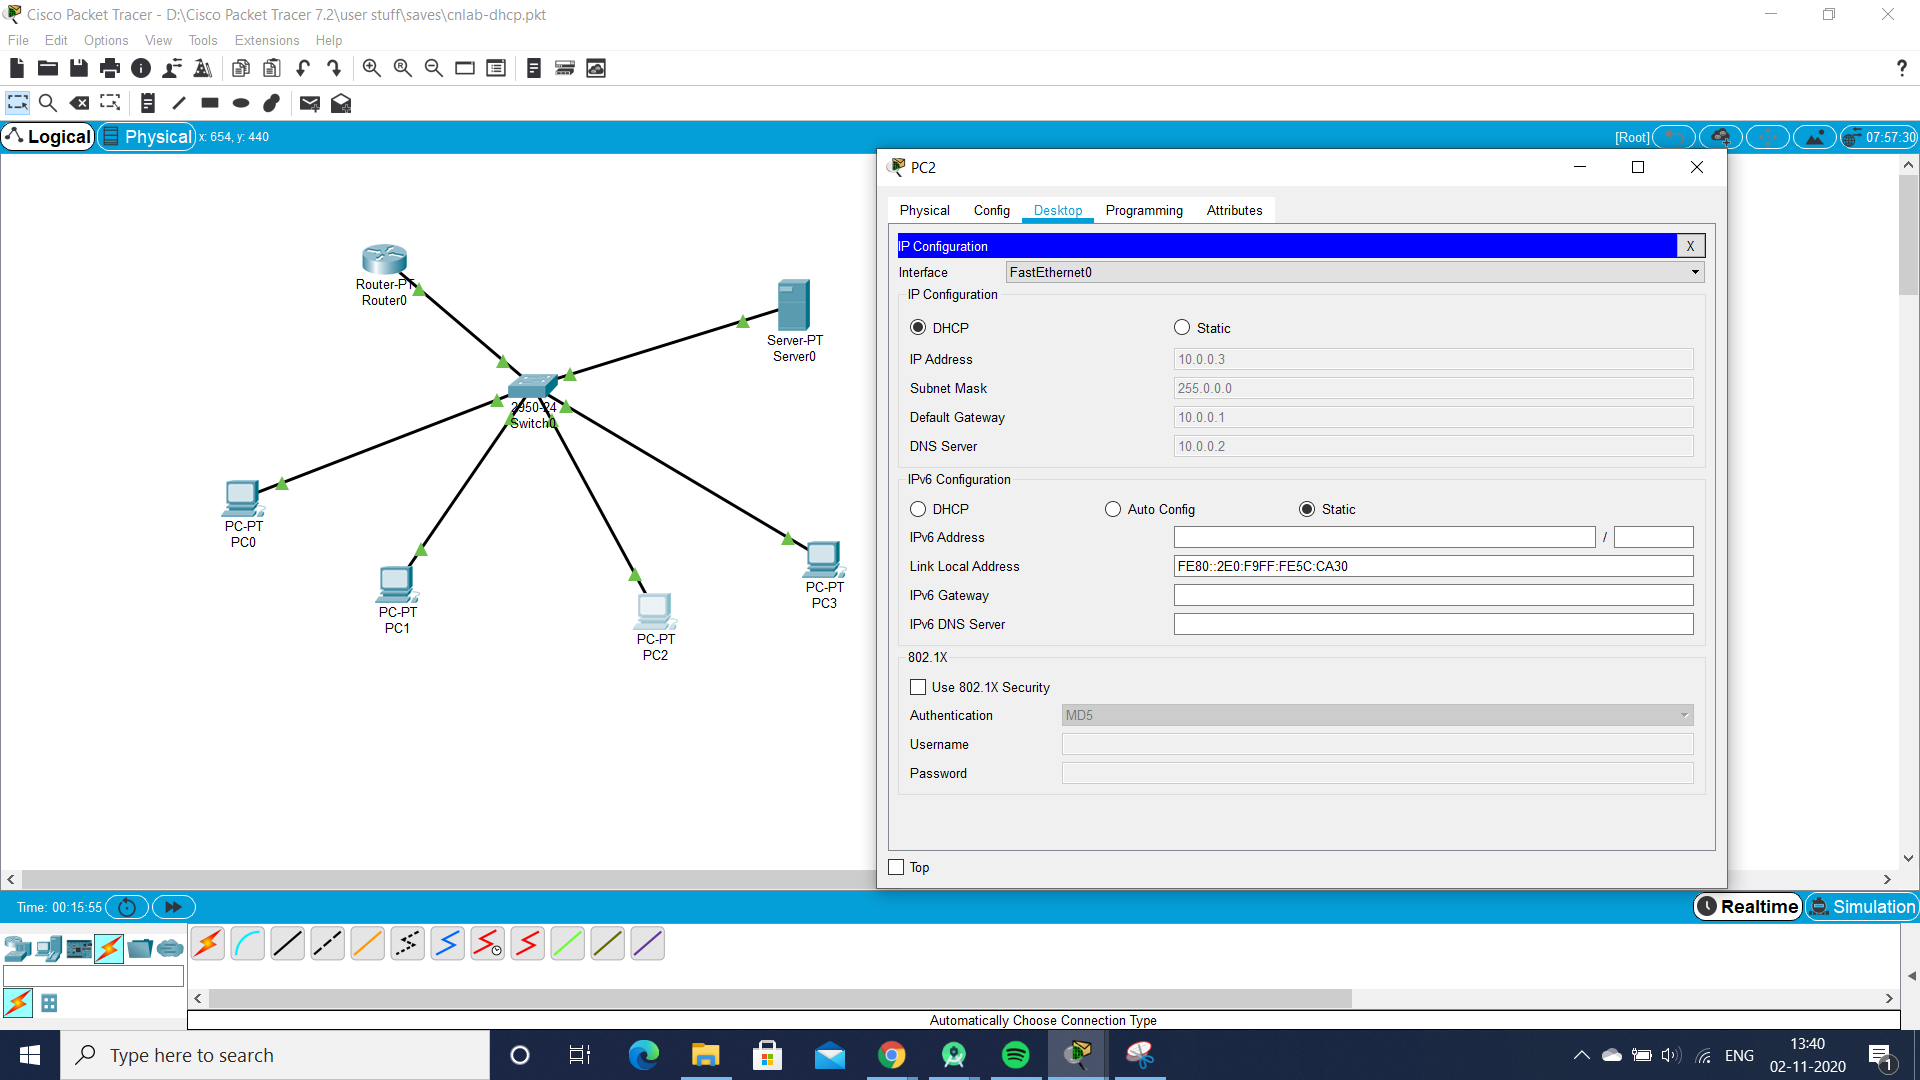 Cisco Packet Tracer - D:\Cisco Packet Tracer 7.2\user stuff\saves\cnlab-dhcp.pkt
File Edit Options View Tools Extensions Help
?
Logical Physical x: 654, y: 440 [Root] 07:57:30
Router-PT
Router0
Server-PT
Server0
2950-24
Switch0
PC-PT
PC0
PC-PT
PC1
PC-PT
PC2
PC-PT
PC3
PC2
Physical Config Desktop Programming Attributes
IP Configuration X
Interface FastEthernet0
IP Configuration
DHCP Static
IP Address 10.0.0.3
Subnet Mask 255.0.0.0
Default Gateway 10.0.0.1
DNS Server 10.0.0.2
IPv6 Configuration
DHCP Auto Config Static
IPv6 Address /
Link Local Address FE80::2E0:F9FF:FE5C:CA30
IPv6 Gateway
IPv6 DNS Server
802.1X
Use 802.1X Security
Authentication MD5
Username
Password
Top
Time: 00:15:55 Realtime Simulation
Automatically Choose Connection Type
Type here to search ENG 13:40
02-11-2020 1